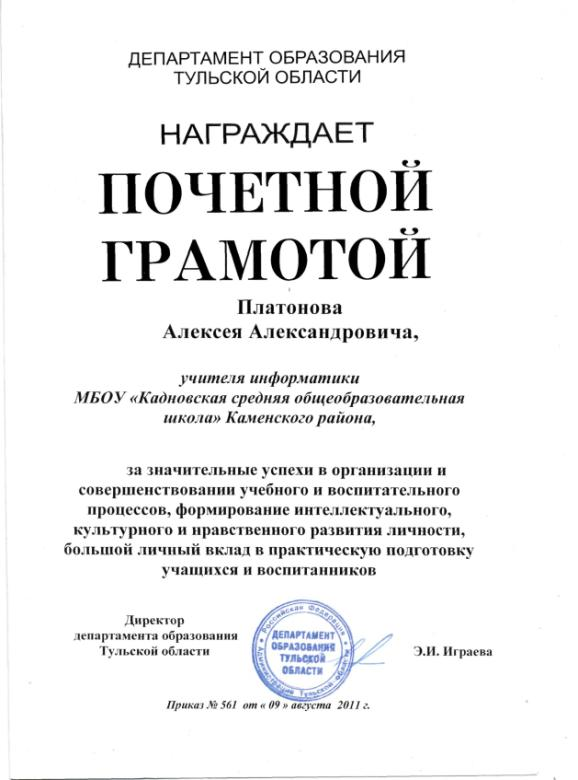 ДЕПАРТАМЕНТ ОБРАЗОВАНИЯ
ТУЛЬСКОЙ ОБЛАСТИ
НАГРАЖДАЕТ
ПОЧЕТНОЙ
ГРАМОТОЙ
Платонова
Алексея Александровича,
учителя информатики
МБОУ «Кадновская средняя общеобразовательная
школа» Каменского района,
за значительные успехи в организации и
совершенствовании учебного и воспитательного
процессов, формирование интеллектуального,
культурного и нравственного развития личности,
большой личный вклад в практическую подготовку
учащихся и воспитанников
Директор
департамента образования
Тульской области
Российская Федерация
ДЕПАРТАМЕНТ
ОБРАЗОВАНИЯ
ТУЛЬСКОЙ
ОБЛАСТИ
Э.И. Играева
Приказ № 561 от « 09 » августа 2011 г.